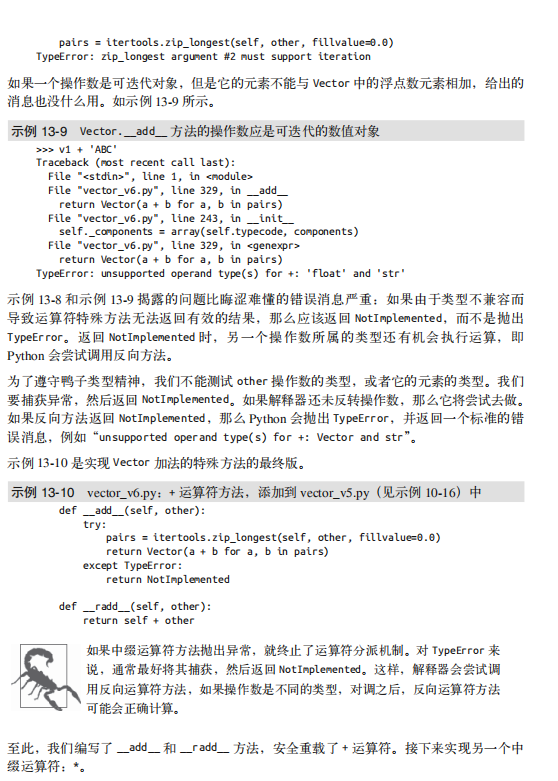 pairs = itertools.zip_longest(self, other, fillvalue=0.0)
TypeError: zip_longest argument #2 must support iteration
如果一个操作数是可迭代对象，但是它的元素不能与 Vector 中的浮点数元素相加，给出的
消息也没什么用。如示例 13-9 所示。
示例 13-9 Vector.__add__ 方法的操作数应是可迭代的数值对象
>>> v1 + 'ABC'
Traceback (most recent call last):
  File "<stdin>", line 1, in <module>
  File "vector_v6.py", line 329, in __add__
    return Vector(a + b for a, b in pairs)
  File "vector_v6.py", line 243, in __init__
    self._components = array(self.typecode, components)
  File "vector_v6.py", line 329, in <genexpr>
    return Vector(a + b for a, b in pairs)
TypeError: unsupported operand type(s) for +: 'float' and 'str'
示例 13-8 和示例 13-9 揭露的问题比晦涩难懂的错误消息严重：如果由于类型不兼容而
导致运算符特殊方法无法返回有效的结果，那么应该返回 NotImplemented，而不是抛出
TypeError。返回 NotImplemented 时，另一个操作数所属的类型还有机会执行运算，即
Python 会尝试调用反向方法。
为了遵守鸭子类型精神，我们不能测试 other 操作数的类型，或者它的元素的类型。我们
要捕获异常，然后返回 NotImplemented。如果解释器还未反转操作数，那么它将尝试去做。
如果反向方法返回 NotImplemented，那么 Python 会抛出 TypeError，并返回一个标准的错
误消息，例如“unsupported operand type(s) for +: Vector and str”。
示例 13-10 是实现 Vector 加法的特殊方法的最终版。
示例 13-10 vector_v6.py：+ 运算符方法，添加到 vector_v5.py（见示例 10-16）中
def __add__(self, other):
    try:
        pairs = itertools.zip_longest(self, other, fillvalue=0.0)
        return Vector(a + b for a, b in pairs)
    except TypeError:
        return NotImplemented
def __radd__(self, other):
    return self + other
如果中缀运算符方法抛出异常，就终止了运算符分派机制。对 TypeError 来
说，通常最好将其捕获，然后返回 NotImplemented。这样，解释器会尝试调
用反向运算符方法，如果操作数是不同的类型，对调之后，反向运算符方法
可能会正确计算。
至此，我们编写了 __add__ 和 __radd__ 方法，安全重载了 + 运算符。接下来实现另一个中
缀运算符：*。